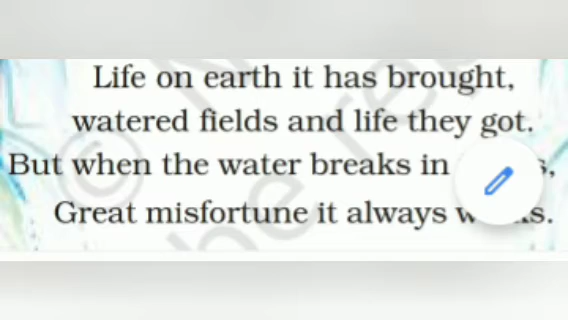 Life on earth it has brought,
watered fields and life they got.
But when the water breaks in
Great misfortune it always